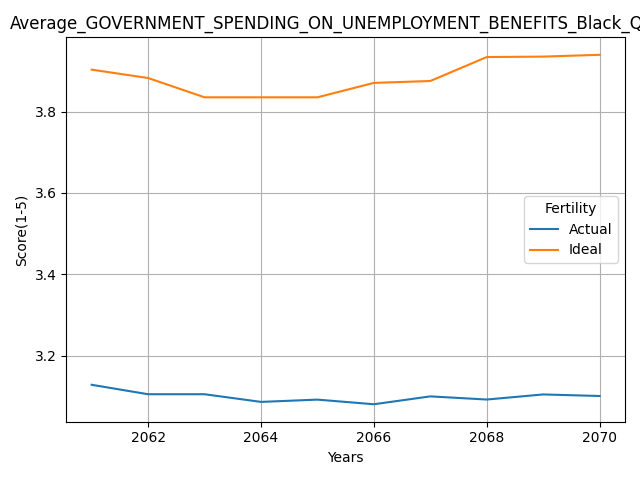 Average_GOVERNMENT_SPENDING_ON_UNEMPLOYMENT_BENEFITS_Black_Q
3.8
3.6
3.4
3.2
Score(1-5)
Fertility
Actual
Ideal
2062 2064 2066 2068 2070
Years